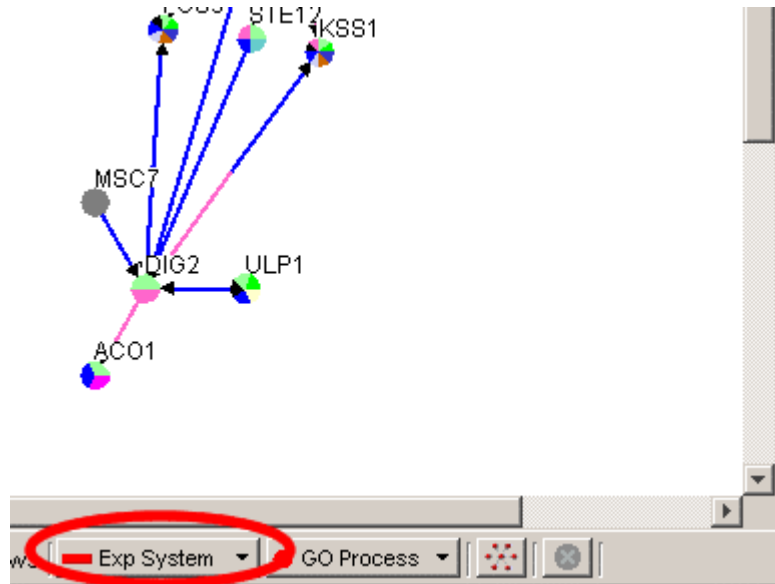 STE12
KSS1
MSC7
DIG2
ULP1
ACO1
Exp System
GO Process